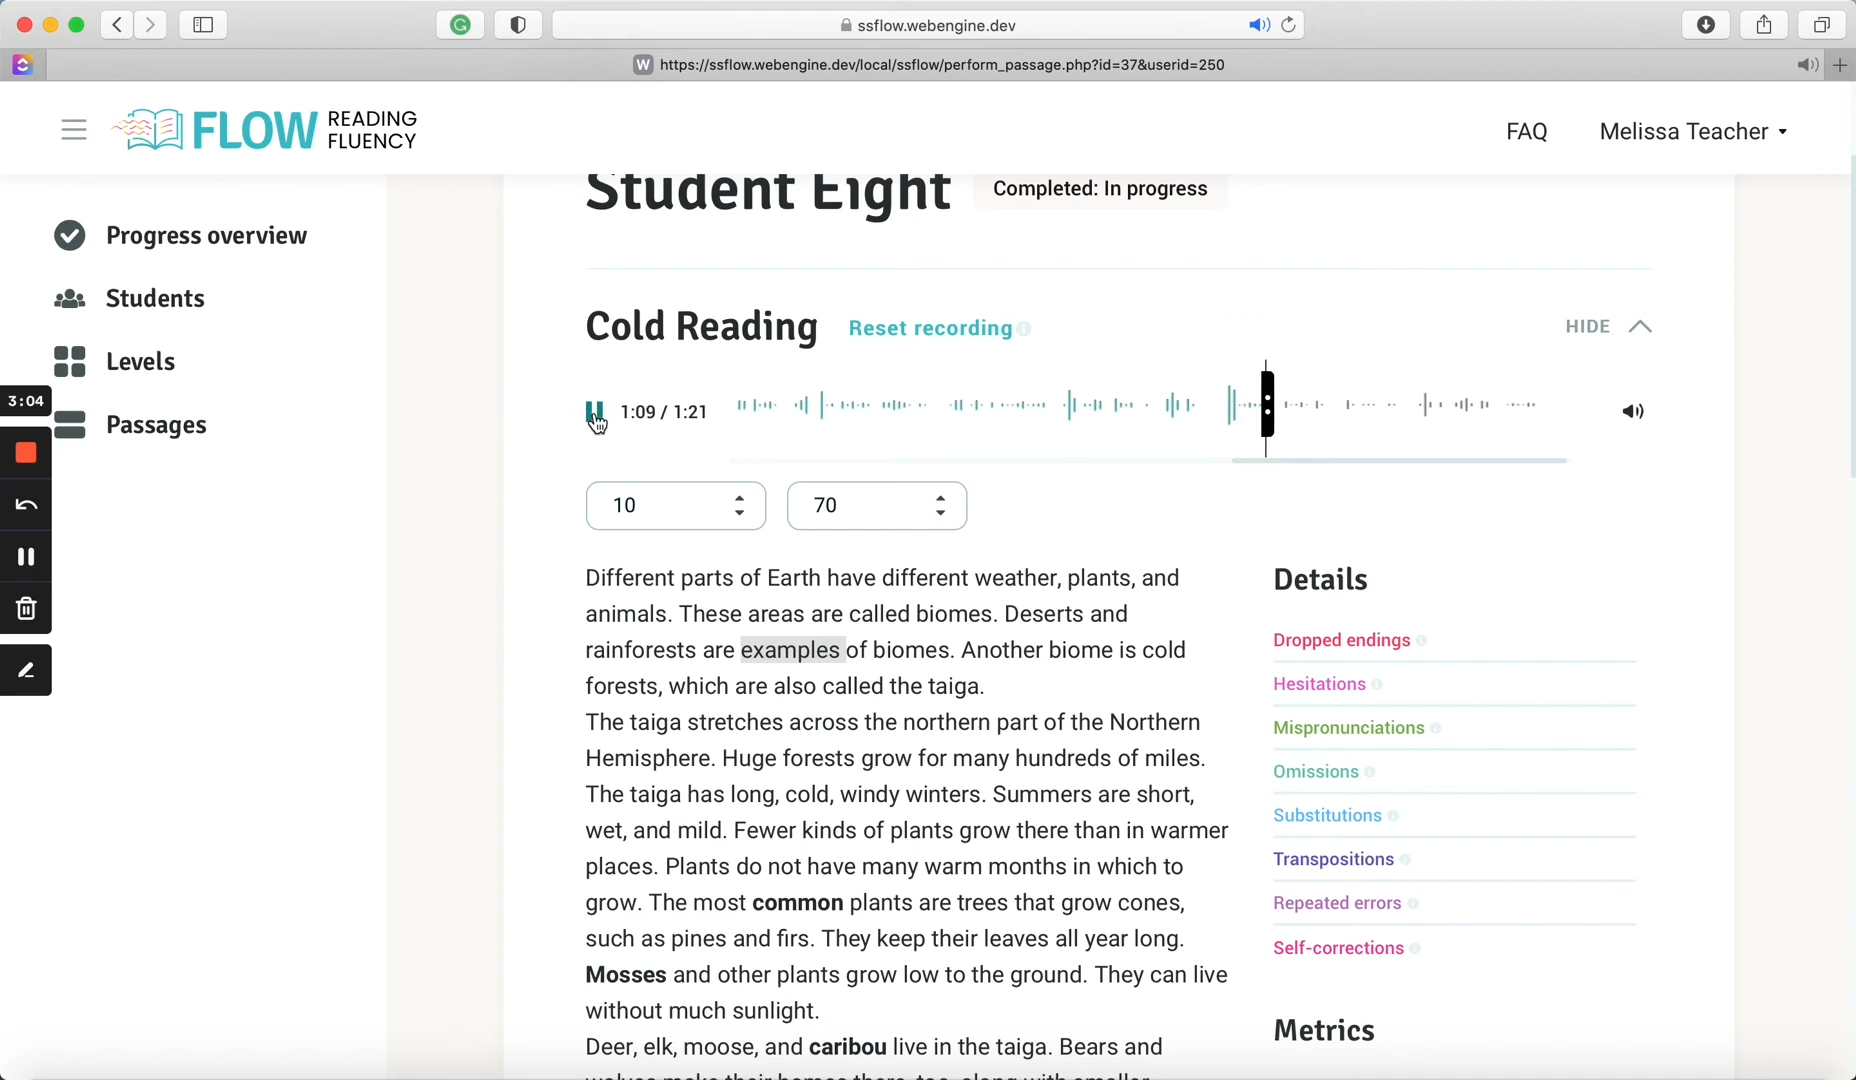 ssflow.webengine.dev
W https://ssflow.webengine.dev/local/ssflow/perform_passage.php?id=37&userid=250
FLOW READING FLUENCY
FAQ
Melissa Teacher
Student Eight
Completed: In progress
Progress overview
Students
Levels
Passages
3:04
Cold Reading
Reset recording
HIDE
1:09 / 1:21
10
70
Different parts of Earth have different weather, plants, and
animals. These areas are called biomes. Deserts and
rainforests are examples of biomes. Another biome is cold
forests, which are also called the taiga.
The taiga stretches across the northern part of the Northern
Hemisphere. Huge forests grow for many hundreds of miles.
The taiga has long, cold, windy winters. Summers are short,
wet, and mild. Fewer kinds of plants grow there than in warmer
places. Plants do not have many warm months in which to
grow. The most common plants are trees that grow cones,
such as pines and firs. They keep their leaves all year long.
Mosses and other plants grow low to the ground. They can live
without much sunlight.
Deer, elk, moose, and caribou live in the taiga. Bears and
Details
Dropped endings
Hesitations
Mispronunciations
Omissions
Substitutions
Transpositions
Repeated errors
Self-corrections
Metrics